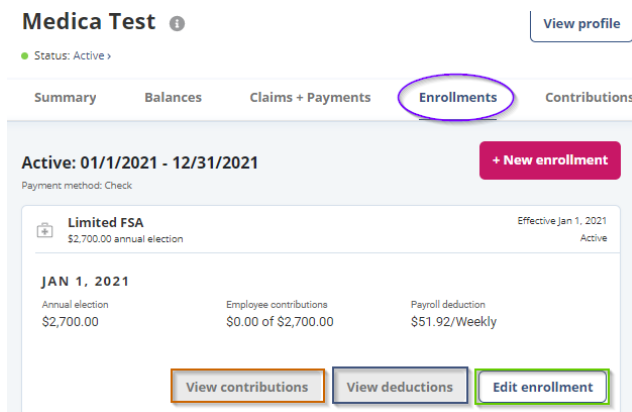 Medica Test
View profile
Status: Active ›
Summary Balances Claims + Payments Enrollments Contributions
Active: 01/1/2021 - 12/31/2021
+ New enrollment
Payment method: Check
Limited FSA
Effective Jan 1, 2021
$2,700.00 annual election
Active
JAN 1, 2021
Annual election Employee contributions Payroll deduction
$2,700.00 $0.00 of $2,700.00 $51.92/Weekly
View contributions View deductions Edit enrollment